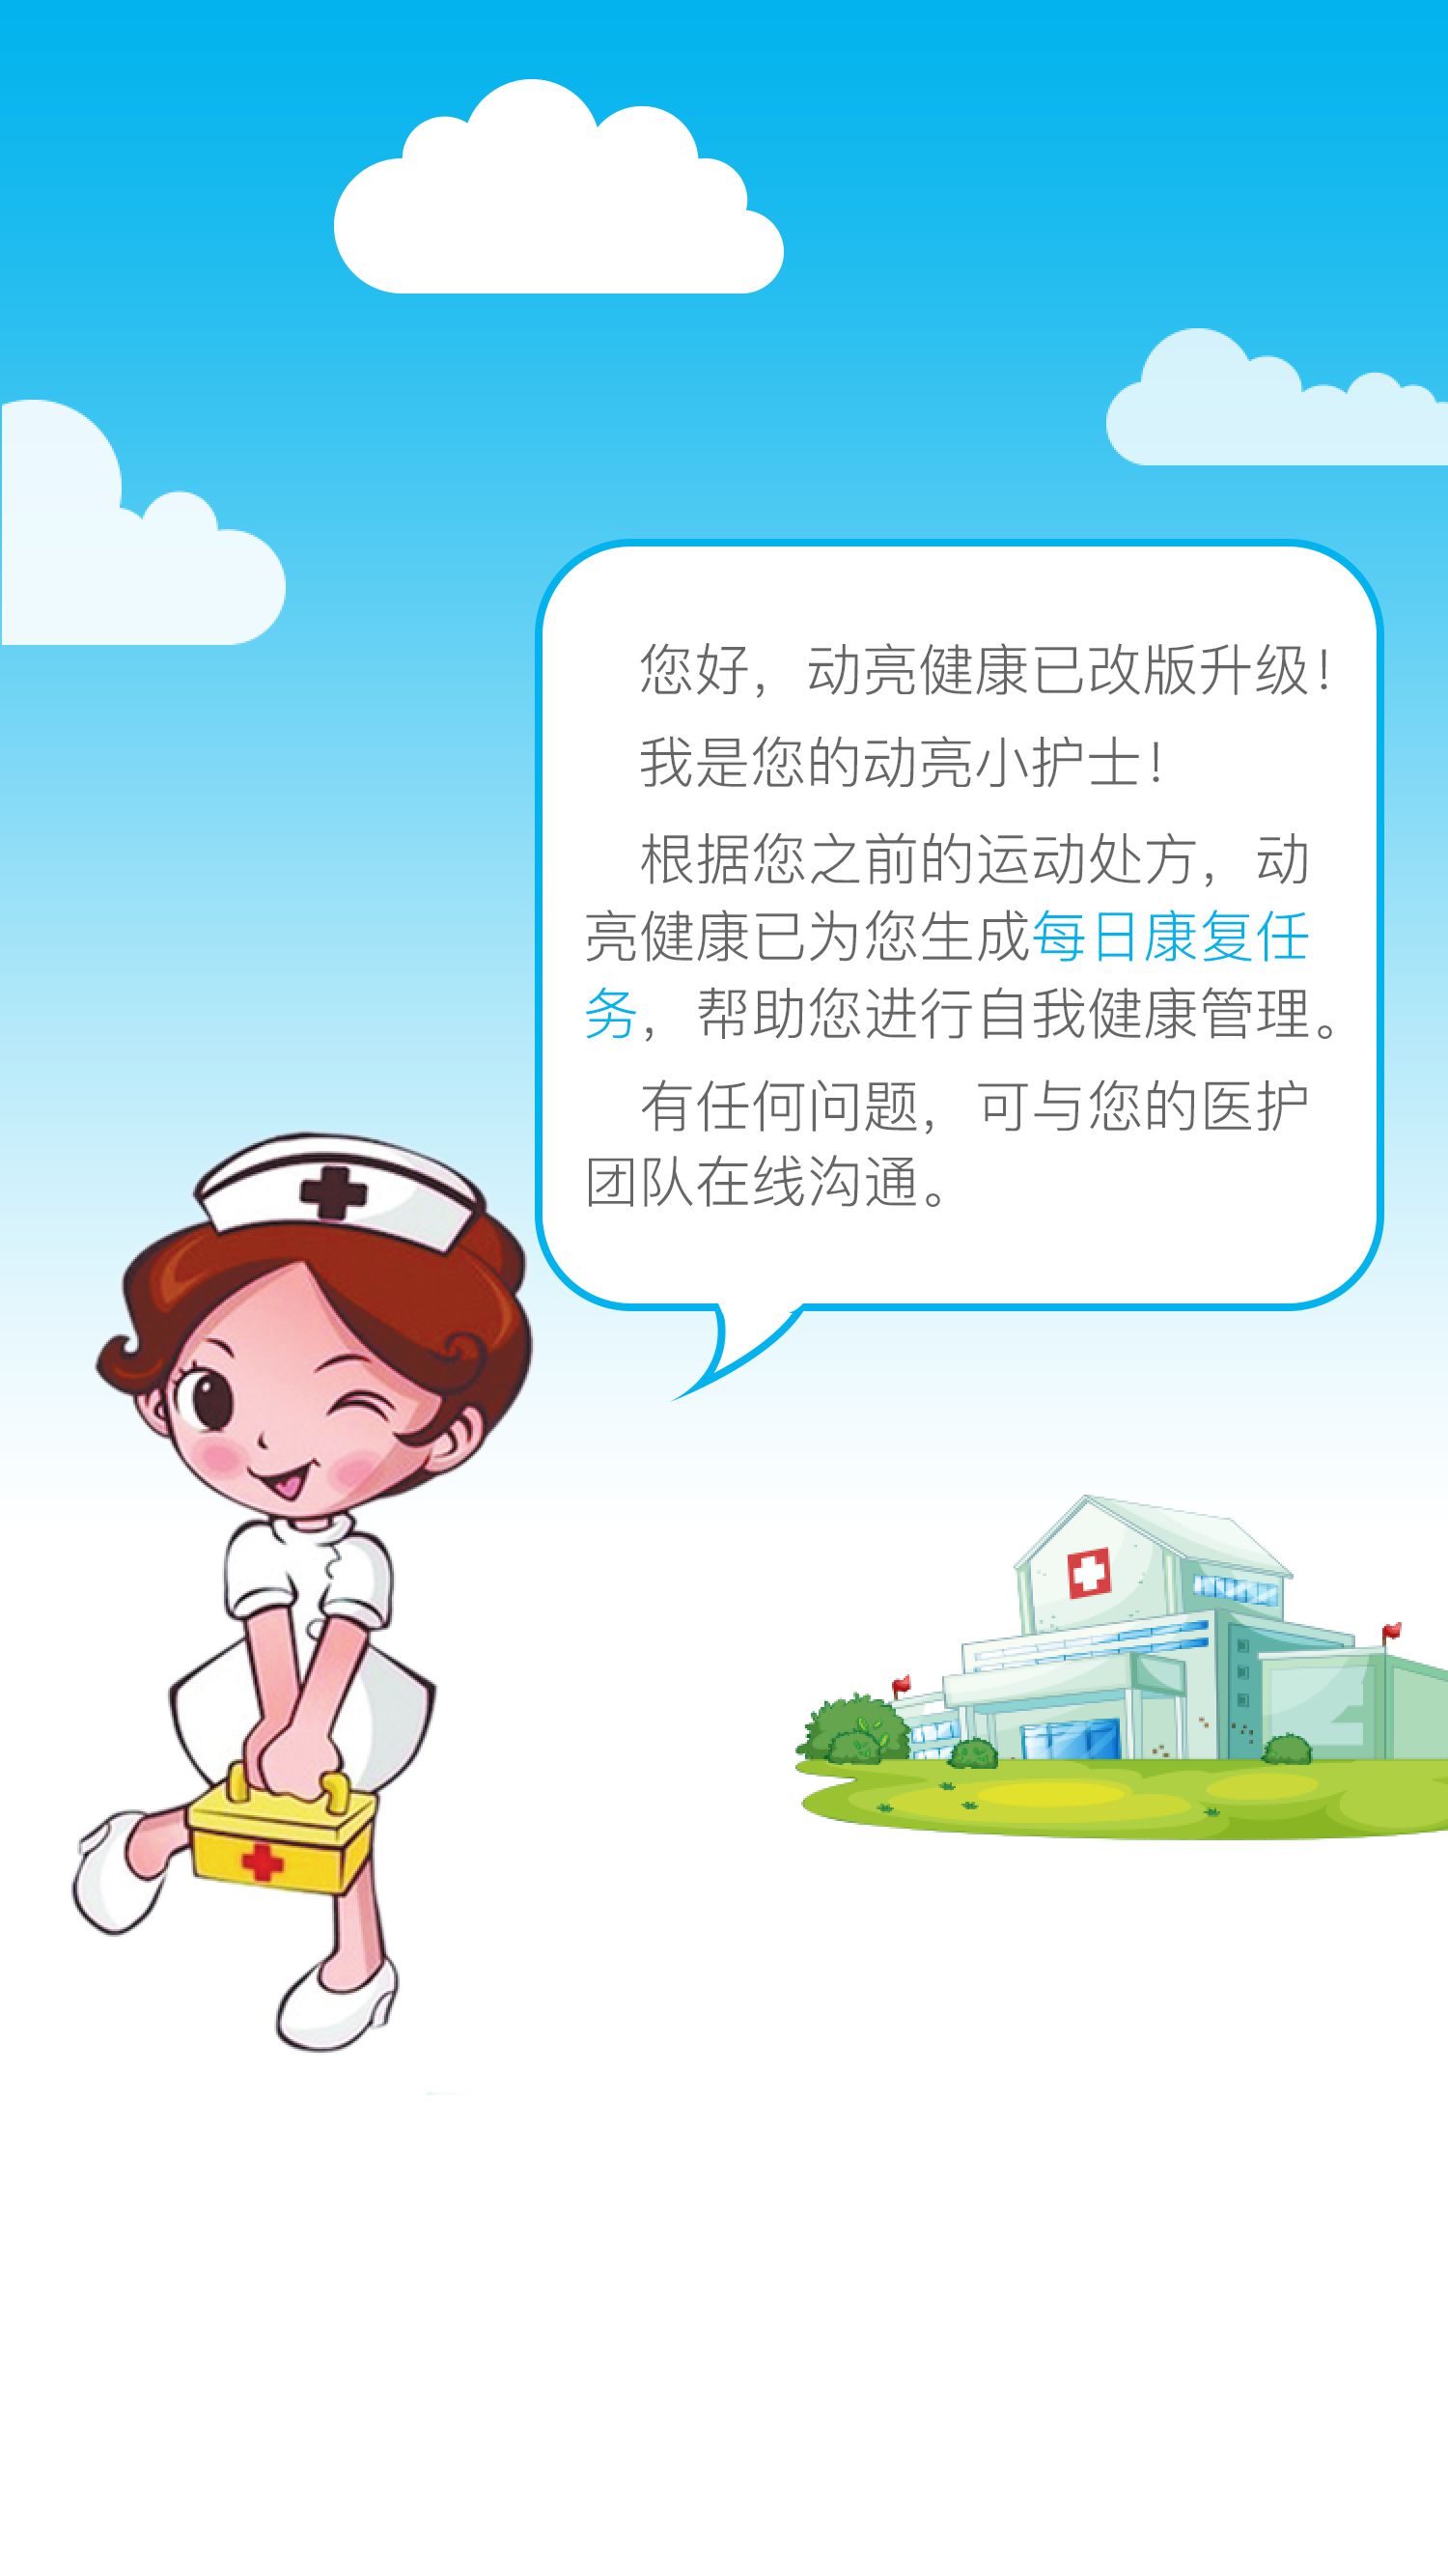 您好，动亮健康已改版升级！
我是您的动亮小护士！
根据您之前的运动处方，动
亮健康已为您生成每日康复任
务，帮助您进行自我健康管理。
有任何问题，可与您的医护
团队在线沟通。